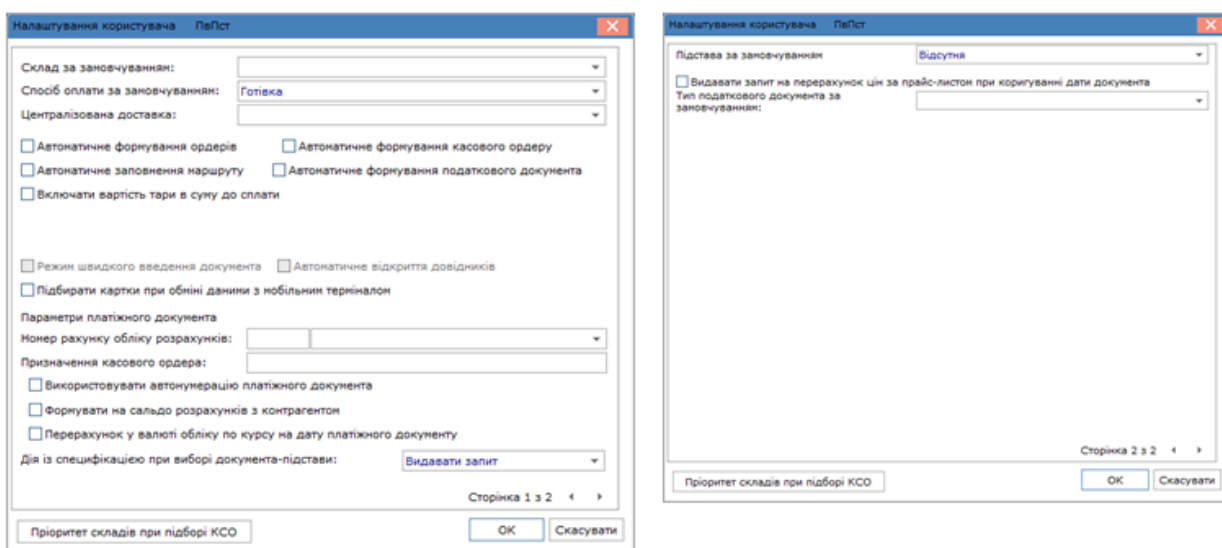 Налаштування користувача ПвПст
Склад за замовчуванням:
Спосіб оплати за замовчуванням: Готівка
Централізована доставка:
Автоматичне формування ордерів Автоматичне формування касового ордеру
Автоматичне заповнення маршруту Автоматичне формування податкового документа
Включати вартість тари в суму до сплати
Режим швидкого введення документа Автоматичне відкриття довідників
Підбирати картки при обміні даними з мобільним терміналом
Параметри платіжного документа
Номер рахунку обліку розрахунків:
Призначення касового ордера:
Використовувати автонумерацію платіжного документа
Формувати на сальдо розрахунків з контрагентом
Перерахунок у валюті обліку по курсу на дату платіжного документу
Дія із специфікацією при виборі документа-підстави: Видавати запит
Сторінка 1 з 2
Пріоритет складів при підборі КСО OK Скасувати
Налаштування користувача ПвПст
Підстава за замовчуванням Відсутня
Видавати запит на перерахунок цін за прайс-листом при коригуванні дати документа
Тип податкового документа за
замовчуванням:
Сторінка 2 з 2
Пріоритет складів при підборі КСО OK Скасувати